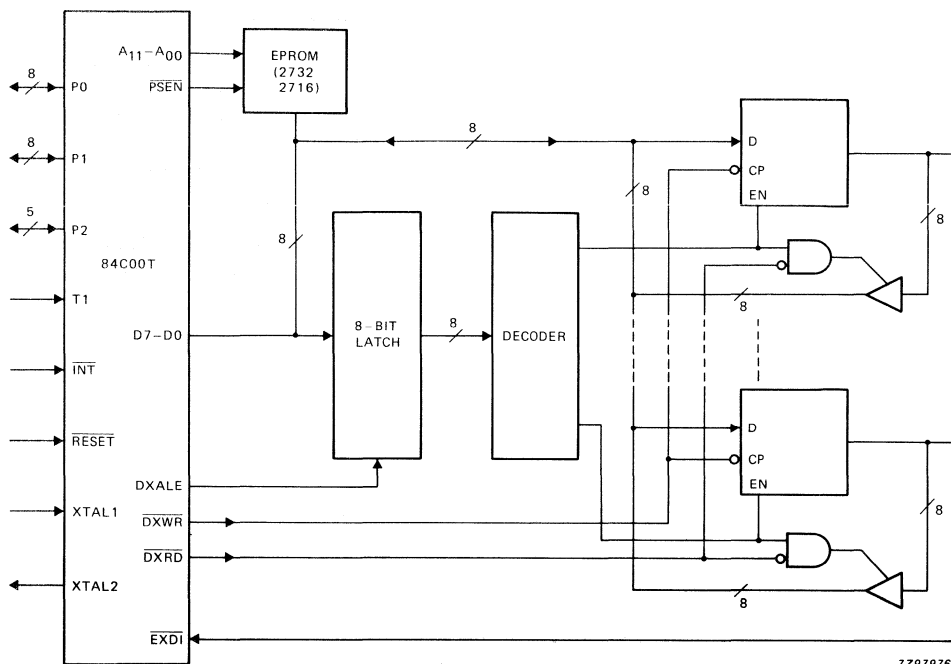 A11–A00
EPROM
(2732
2716)
8
P0
PSEN
8
D
8
P1
CP
8
8
EN
5
P2
8
84C00T
T1
8
D7–D0
8–BIT
LATCH
8
DECODER
INT
D
RESET
CP
EN
DXALE
8
XTAL1
DXWR
DXRD
XTAL2
8
EXDI